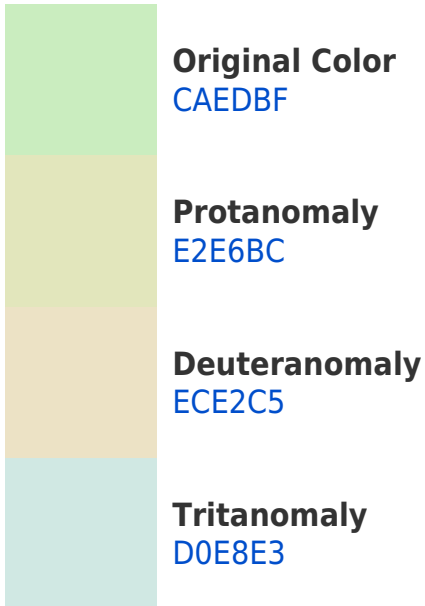 Original Color
CAEDBF
Protanomaly
E2E6BC
Deuteranomaly
ECE2C5
Tritanomaly
D0E8E3